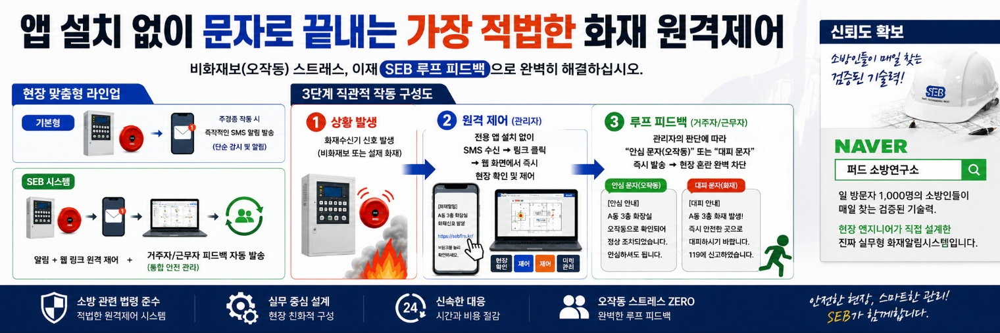 앱 설치 없이 문자로 끝내는 가장 적법한 화재 원격제어
비화재보(오작동) 스트레스, 이제 SEB 루프 피드백으로 완벽히 해결하십시오.
현장 맞춤형 라인업
기본형
주경종 작동 시
즉각적인 SMS 알림 발송
(단순 감시 및 알림)
1
SEB 시스템
1
알림 + 웹 링크 원격 제어 +
거주자/근무자 피드백 자동 발송
(통합 안전 관라)
3단계 직관적 작동 구성도
1 상황 발생
화재수신기 신호 발생
(비화재보 또는 설재 화재)
2 원격 제어 (관리자)
전용 앱 설치 없이
SMS 수신 → 링크 클릭
→ 웹 화면에서 즉시
현장 확인 및 제어
[화재알림]
A동 3층 화장실
화재신호 발생
https://sebfire.kr/
확인하세요.
현장 확인
제어
제어
관리
3 루프 피드백 (거주자/근무자)
관리자의 판단에 따라
“안심 문자(오작동)” 또는 “대피 문자”
즉시 발송 → 현장 혼란 완벽 차단
안심 문자(오작동)
[안심 안내]
A동 3층 화장실
오작동으로 확인되어
정상 조치되었습니다.
안심하셔도 됩니다.
대피 문자(화재)
[대피 안내]
A동 3층 화재 발생!
즉시 안전한 곳으로
대피하시기 바랍니다.
119에 신고하였습니다.
신퇴도 확보
소방인들이 매일 찾는
검증된 기술력!
SEB
NAVER
퍼드 소방연구소
일 방문자 1,000명의 소방인들이
매일 찾는 검증된 기술력.
현장 엔지니어가 직접 설계한
진짜 실무형 화재알림시스템입니다.
소방 관련 법령 준수
적법한 원격제어 시스템
실무 중심 설계
현장 친화적 구성
24
신속한 대응
시간과 비용 절감
오작동 스트레스 ZERO
완벽한 루프 피드백
안전한 현장, 스마트한 관리!
SEB가 함께합니다.